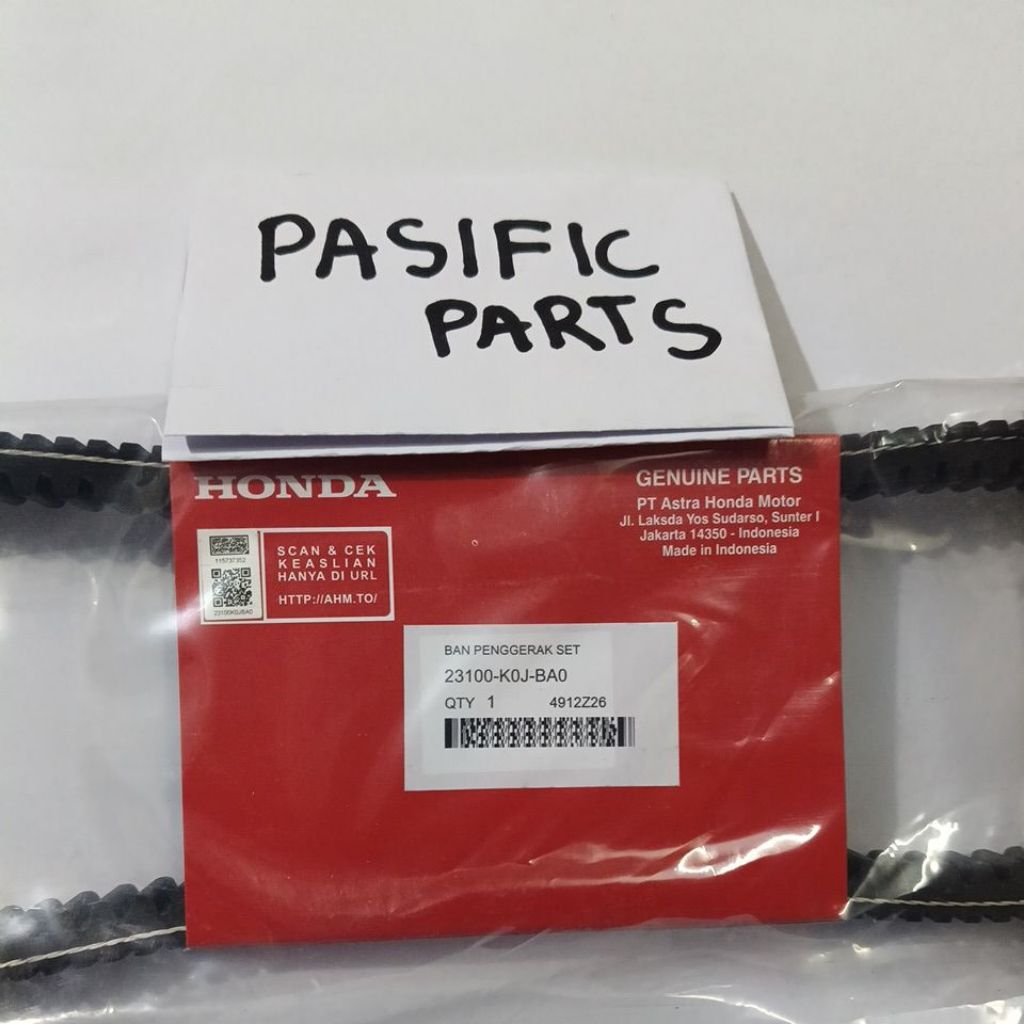 PASIFIC
PARTS
HONDA
GENUINE PARTS
PT Astra Honda Motor
Jl. Laksda Yos Sudarso, Sunter I
Jakarta 14350 - Indonesia
Made in Indonesia
115737352
23100K0JBA0
SCAN & CEK
KEASLIAN
HANYA DI URL
HTTP://AHM.TO/
BAN PENGGERAK SET
23100-K0J-BA0
QTY 1 4912Z26